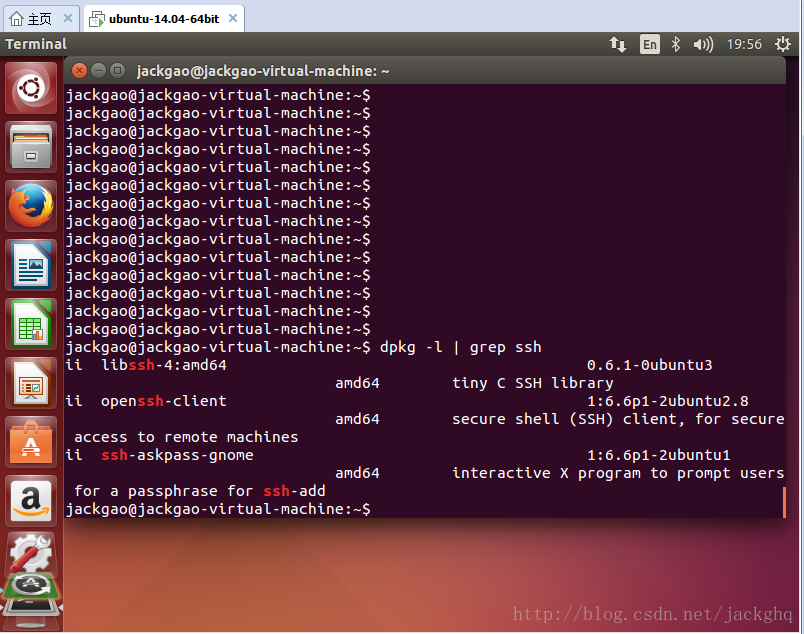 主页 ubuntu-14.04-64bit
Terminal En 19:56
jackgao@jackgao-virtual-machine: ~
jackgao@jackgao-virtual-machine:~$
jackgao@jackgao-virtual-machine:~$
jackgao@jackgao-virtual-machine:~$
jackgao@jackgao-virtual-machine:~$
jackgao@jackgao-virtual-machine:~$
jackgao@jackgao-virtual-machine:~$
jackgao@jackgao-virtual-machine:~$
jackgao@jackgao-virtual-machine:~$
jackgao@jackgao-virtual-machine:~$
jackgao@jackgao-virtual-machine:~$
jackgao@jackgao-virtual-machine:~$
jackgao@jackgao-virtual-machine:~$
jackgao@jackgao-virtual-machine:~$
jackgao@jackgao-virtual-machine:~$
jackgao@jackgao-virtual-machine:~$ dpkg -l | grep ssh
ii  libssh-4:amd64                                        0.6.1-0ubuntu3
                              amd64        tiny C SSH library
ii  openssh-client                                        1:6.6p1-2ubuntu2.8
                              amd64        secure shell (SSH) client, for secure
 access to remote machines
ii  ssh-askpass-gnome                                     1:6.6p1-2ubuntu1
                              amd64        interactive X program to prompt users
 for a passphrase for ssh-add
jackgao@jackgao-virtual-machine:~$
http://blog.csdn.net/jackghq